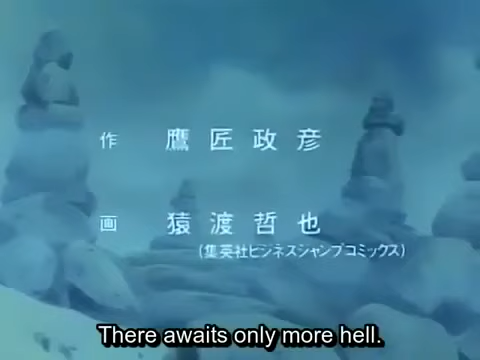 作 鷹匠政彦
画 猿渡哲也
(集英社ビジネスジャンプコミックス)
There awaits only more hell.